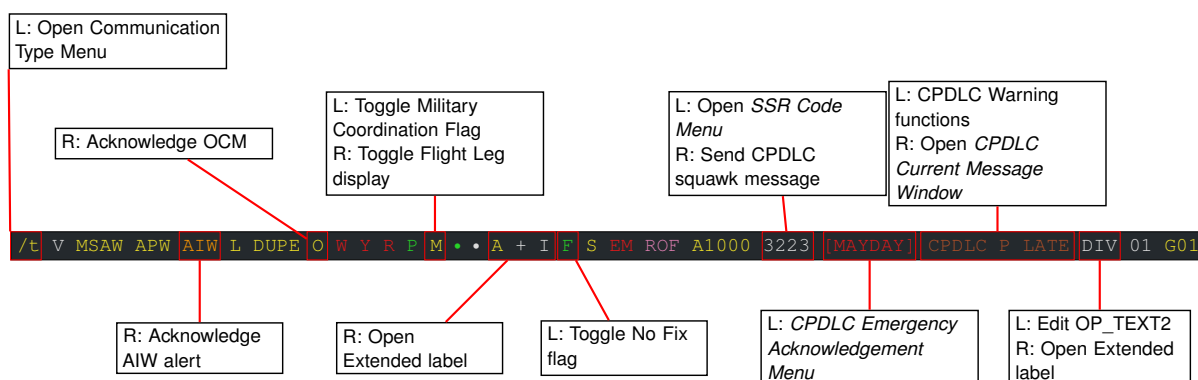 L: Open Communication
Type Menu
R: Acknowledge OCM
L: Toggle Military
Coordination Flag
R: Toggle Flight Leg
display
L: Open SSR Code
Menu
R: Send CPDLC
squawk message
L: CPDLC Warning
functions
R: Open CPDLC
Current Message
Window
/t V MSAW APW AIW L DUPE O W Y R P M • • A + I F S EM ROF A1000 3223 [MAYDAY] CPDLC P LATE DIV 01 G01
R: Acknowledge
AIW alert
R: Open
Extended label
L: Toggle No Fix
flag
L: CPDLC Emergency
Acknowledgement
Menu
L: Edit OP_TEXT2
R: Open Extended
label